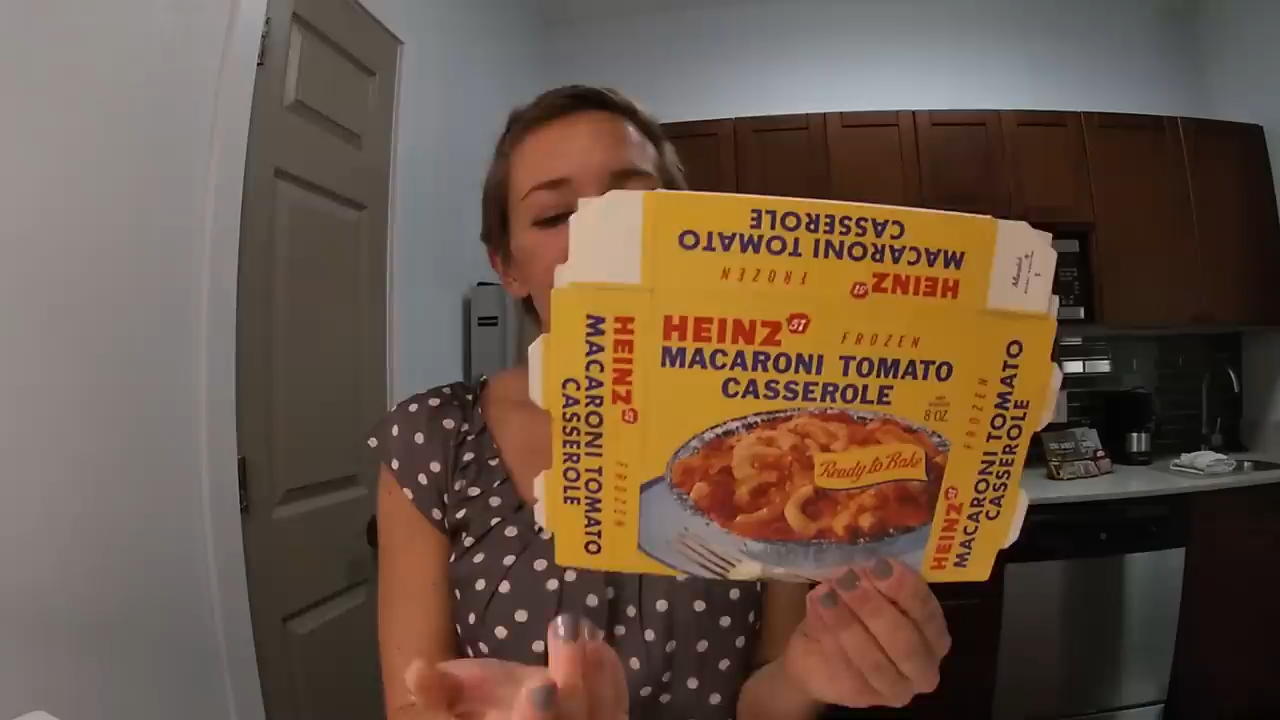 MACARONI TOMATO
CASSEROLE
HEINZ 57
FROZEN
HEINZ 57
FROZEN
MACARONI TOMATO
CASSEROLE
8 OZ.
Ready to Bake
HEINZ 57
FROZEN
MACARONI TOMATO
CASSEROLE
HEINZ 57
FROZEN
MACARONI TOMATO
CASSEROLE